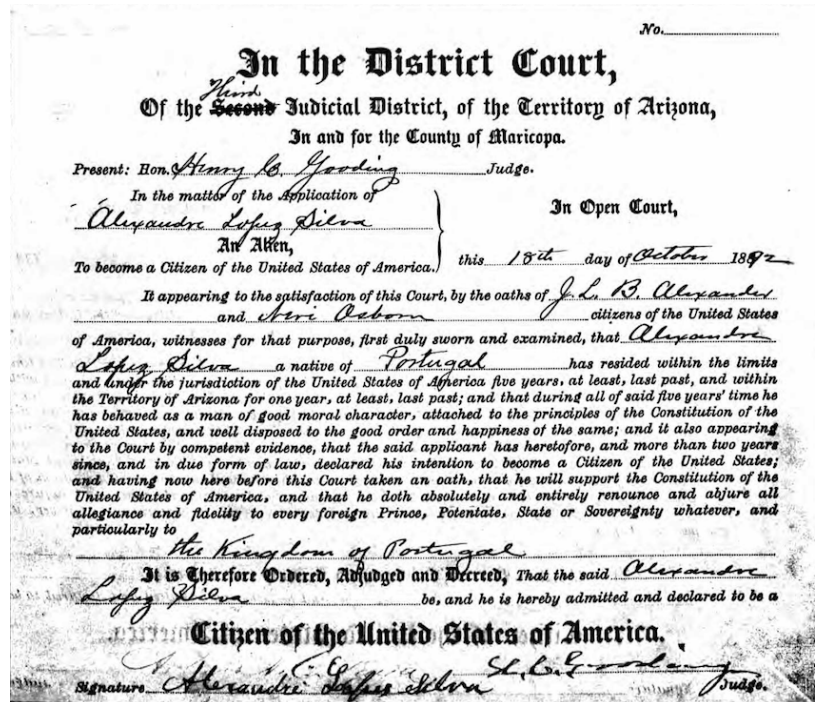 No.
In the District Court,
Third
Of the Second Judicial District, of the Territory of Arizona,
In and for the County of Maricopa.
Present: Hon. Henry C. Gooding Judge.
In the matter of the Application of
Alexandre Lopez Silva
An Alien,
To become a Citizen of the United States of America.
In Open Court,
this 18th day of October 1892
It appearing to the satisfaction of this Court, by the oaths of J. L. B. Alexander
and Neri Osborn citizens of the United States
of America, witnesses for that purpose, first duly sworn and examined, that Alexandre
Lopez Silva a native of Portugal has resided within the limits
and under the jurisdiction of the United States of America five years, at least, last past, and within
the Territory of Arizona for one year, at least, last past; and that during all of said five years' time he
has behaved as a man of good moral character, attached to the principles of the Constitution of the
United States, and well disposed to the good order and happiness of the same; and it also appearing
to the Court by competent evidence, that the said applicant has heretofore, and more than two years
since, and in due form of law, declared his intention to become a Citizen of the United States;
and having now here before this Court taken an oath, that he will support the Constitution of the
United States of America, and that he doth absolutely and entirely renounce and abjure all
allegiance and fidelity to every foreign Prince, Potentate, State or Sovereignty whatever, and
particularly to
the Kingdom of Portugal
It is Therefore Ordered, Adjudged and Decreed, That the said Alexandre
Lopez Silva be, and he is hereby admitted and declared to be a
Citizen of the United States of America.
H. C. Gooding
Signature Alexandre Lopes Silva Judge.